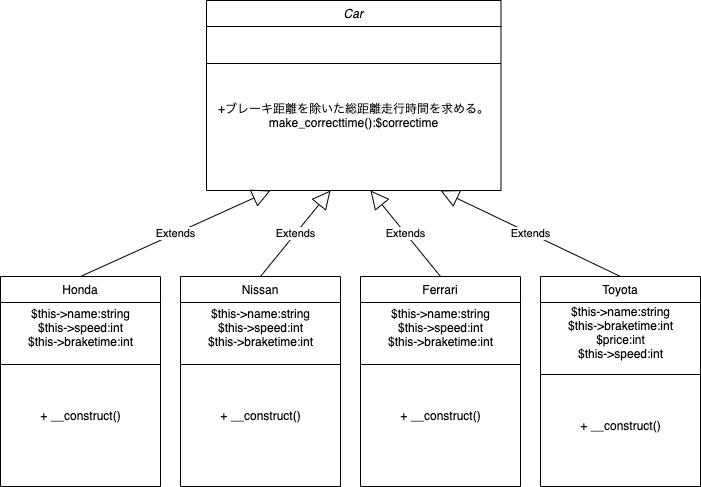 Car
+ブレーキ距離を除いた総距離走行時間を求める。
make_correcttime():$correctime
Extends
Extends
Extends
Extends
Honda
$this->name:string
$this->speed:int
$this->braketime:int
+ __construct()
Nissan
$this->name:string
$this->speed:int
$this->braketime:int
+ __construct()
Ferrari
$this->name:string
$this->speed:int
$this->braketime:int
+ __construct()
Toyota
$this->name:string
$this->braketime:int
$price:int
$this->speed:int
+ __construct()